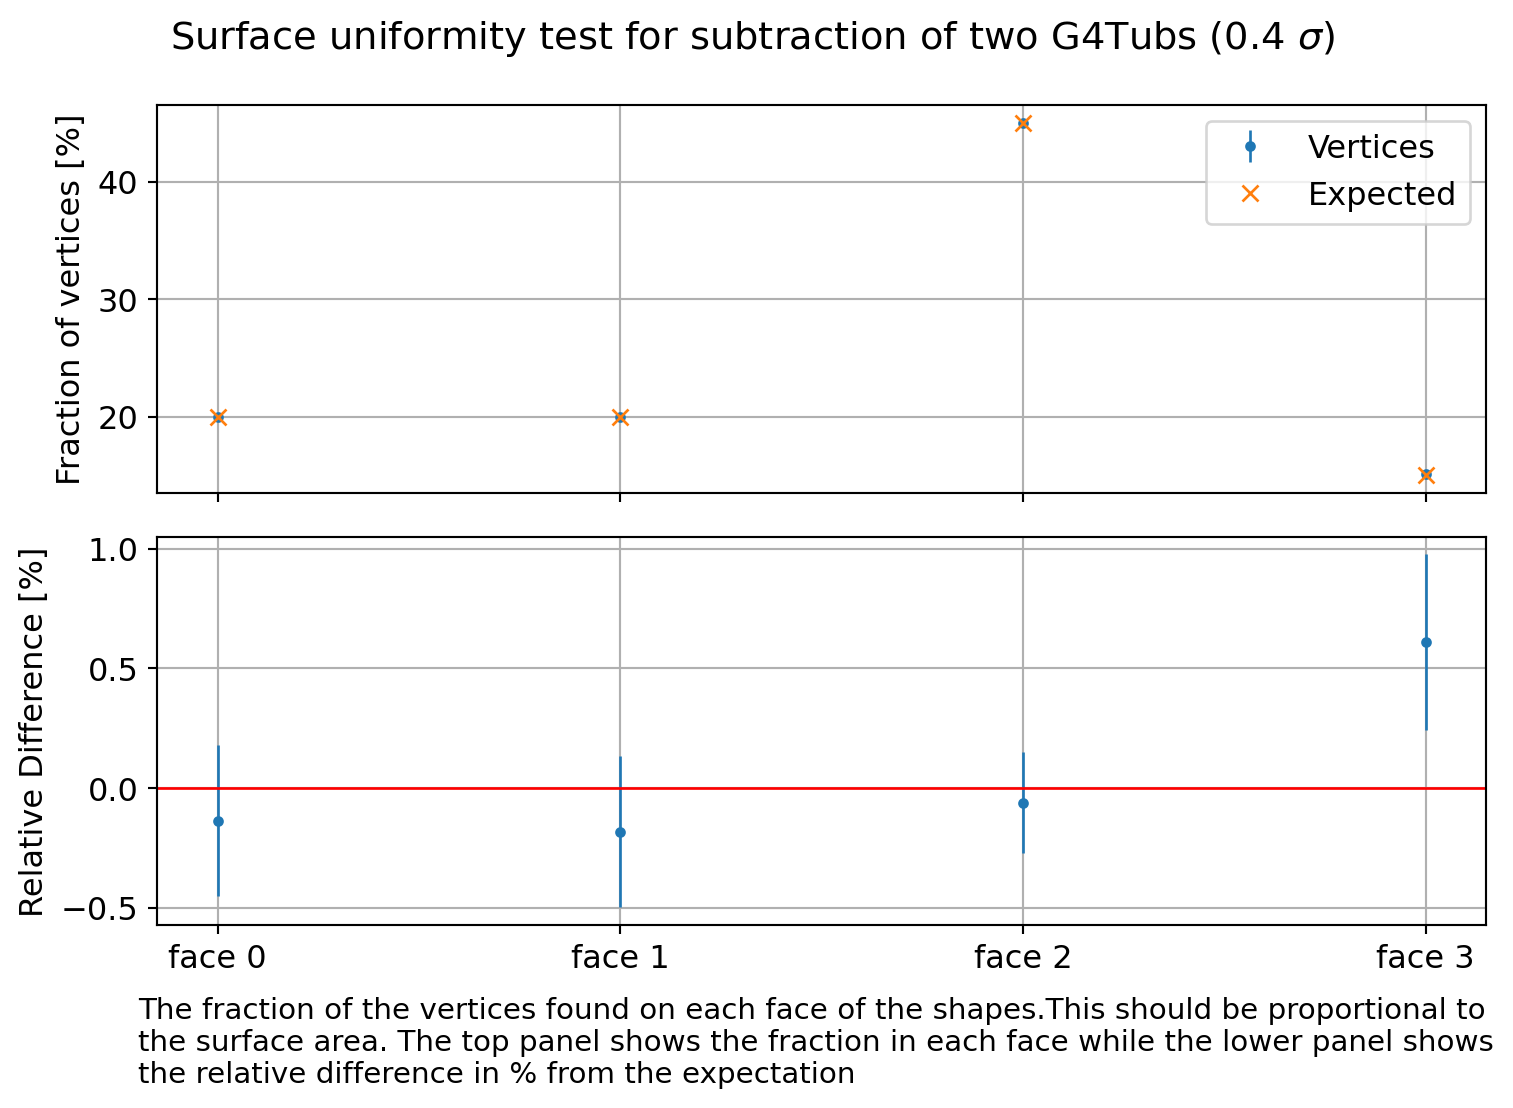 Surface uniformity test for subtraction of two G4Tubs (0.4 σ)
Fraction of vertices [%]
40
30
20
Vertices
Expected
Relative Difference [%]
1.0
0.5
0.0
−0.5
face 0
face 1
face 2
face 3
The fraction of the vertices found on each face of the shapes.This should be proportional to
the surface area. The top panel shows the fraction in each face while the lower panel shows
the relative difference in % from the expectation